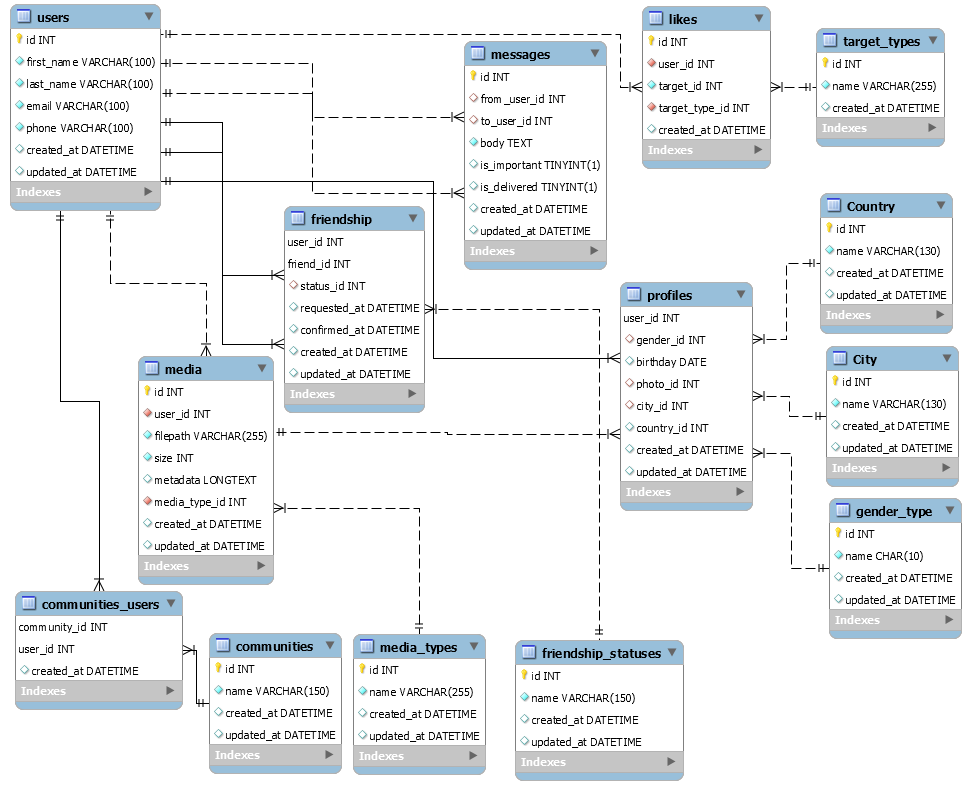 users
id INT
first_name VARCHAR(100)
last_name VARCHAR(100)
email VARCHAR(100)
phone VARCHAR(100)
created_at DATETIME
updated_at DATETIME
Indexes
messages
id INT
from_user_id INT
to_user_id INT
body TEXT
is_important TINYINT(1)
is_delivered TINYINT(1)
created_at DATETIME
updated_at DATETIME
Indexes
likes
id INT
user_id INT
target_id INT
target_type_id INT
created_at DATETIME
Indexes
target_types
id INT
name VARCHAR(255)
created_at DATETIME
Indexes
friendship
user_id INT
friend_id INT
status_id INT
requested_at DATETIME
confirmed_at DATETIME
created_at DATETIME
updated_at DATETIME
Indexes
profiles
user_id INT
gender_id INT
birthday DATE
photo_id INT
city_id INT
country_id INT
created_at DATETIME
updated_at DATETIME
Indexes
Country
id INT
name VARCHAR(130)
created_at DATETIME
updated_at DATETIME
Indexes
City
id INT
name VARCHAR(130)
created_at DATETIME
updated_at DATETIME
Indexes
gender_type
id INT
name CHAR(10)
created_at DATETIME
updated_at DATETIME
Indexes
media
id INT
user_id INT
filepath VARCHAR(255)
size INT
metadata LONGTEXT
media_type_id INT
created_at DATETIME
updated_at DATETIME
Indexes
communities_users
community_id INT
user_id INT
created_at DATETIME
Indexes
communities
id INT
name VARCHAR(150)
created_at DATETIME
updated_at DATETIME
Indexes
media_types
id INT
name VARCHAR(255)
created_at DATETIME
updated_at DATETIME
Indexes
friendship_statuses
id INT
name VARCHAR(150)
created_at DATETIME
updated_at DATETIME
Indexes